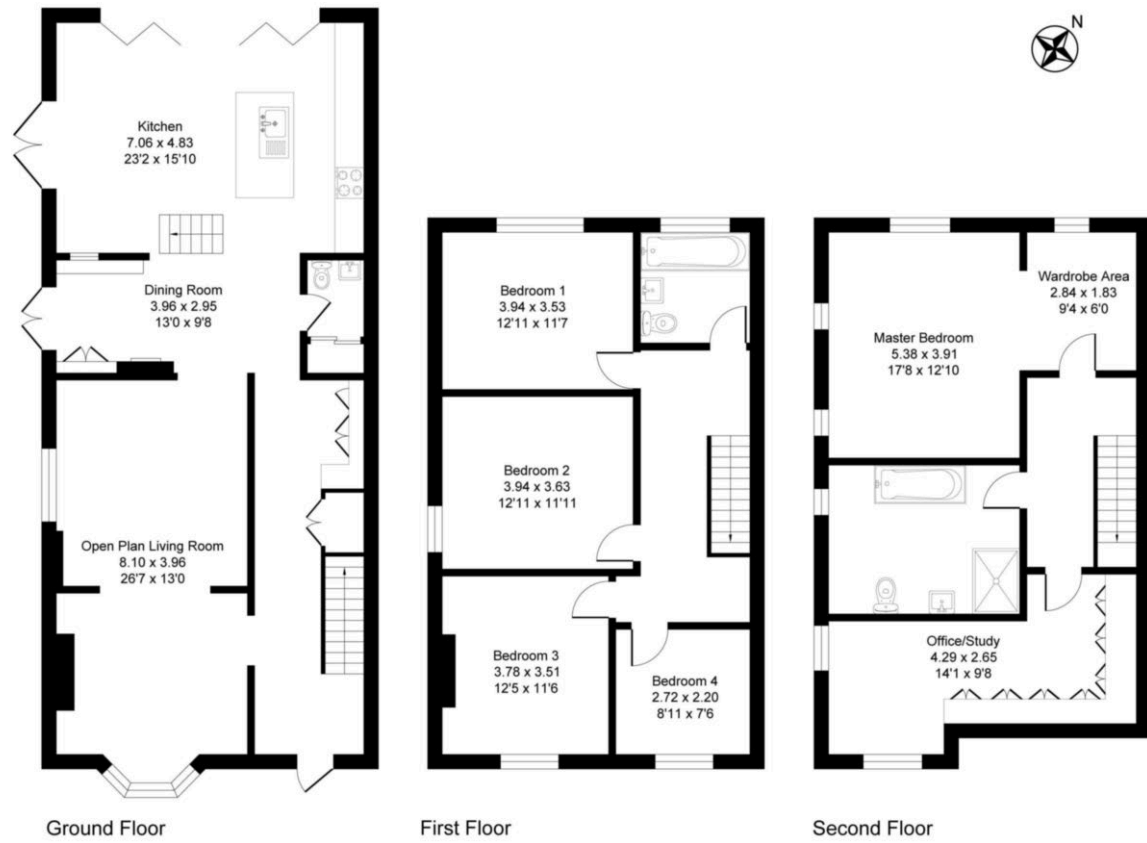 N
Kitchen
7.06 x 4.83
23'2 x 15'10
Dining Room
3.96 x 2.95
13'0 x 9'8
Open Plan Living Room
8.10 x 3.96
26'7 x 13'0
Ground Floor
Bedroom 1
3.94 x 3.53
12'11 x 11'7
Bedroom 2
3.94 x 3.63
12'11 x 11'11
Bedroom 3
3.78 x 3.51
12'5 x 11'6
Bedroom 4
2.72 x 2.20
8'11 x 7'6
First Floor
Wardrobe Area
2.84 x 1.83
9'4 x 6'0
Master Bedroom
5.38 x 3.91
17'8 x 12'10
Office/Study
4.29 x 2.65
14'1 x 9'8
Second Floor